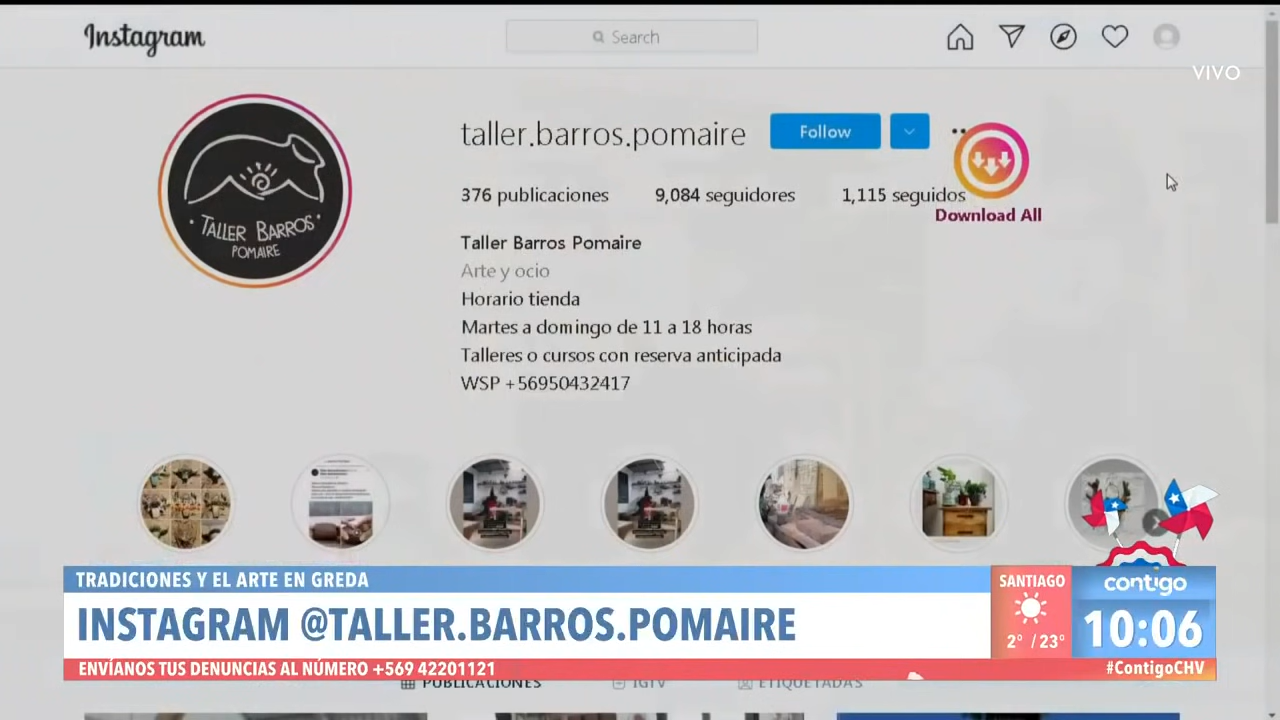 Instagram
Search
VIVO
taller.barros.pomaire
Follow
376 publicaciones 9,084 seguidores 1,115 seguidos
Download All
TALLER BARROS
POMAIRE
Taller Barros Pomaire
Arte y ocio
Horario tienda
Martes a domingo de 11 a 18 horas
Talleres o cursos con reserva anticipada
WSP +56950432417
TRADICIONES Y EL ARTE EN GREDA
INSTAGRAM @TALLER.BARROS.POMAIRE
SANTIAGO
2° / 23°
contigo
10:06
ENVÍANOS TUS DENUNCIAS AL NÚMERO +569 42201121
#ContigoCHV
PUBLICACIONES IGTV ETIQUETADAS